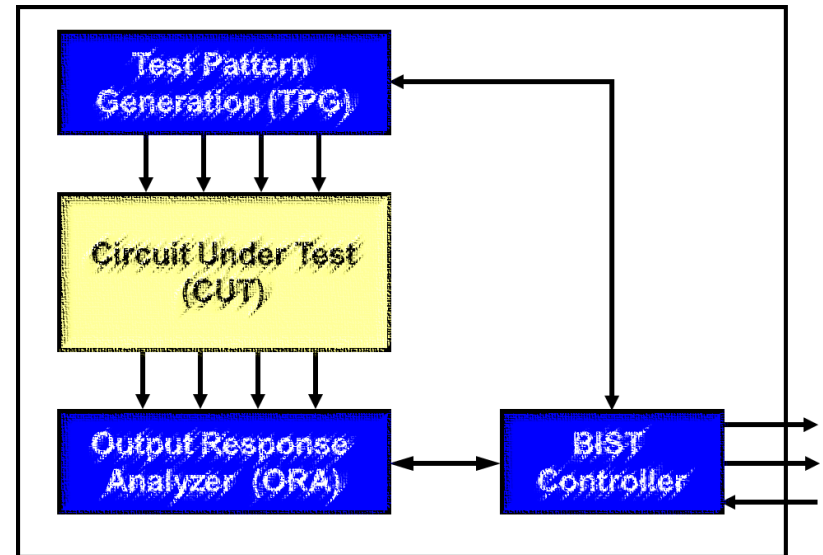 Test Pattern
Generation (TPG)
Circuit Under Test
(CUT)
Output Response
Analyzer (ORA)
BIST
Controller